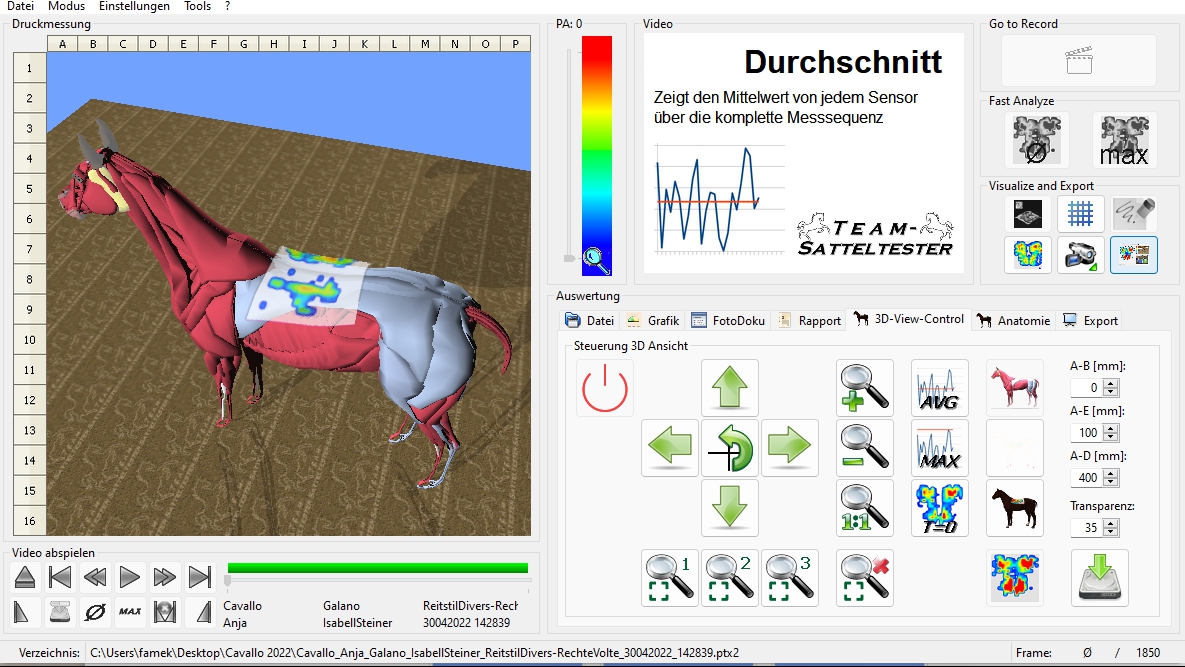 Datei Modus Einstellungen Tools ?
Druckmessung
A B C D E F G H I J K L M N O P
1
2
3
4
5
6
7
8
9
10
11
12
13
14
15
16
PA: 0
Video
Durchschnitt
Zeigt den Mittelwert von jedem Sensor
über die komplette Messsequenz
TEAM-
SATTELTESTER
Go to Record
Fast Analyze
Ø
max
Visualize and Export
Auswertung
Datei Grafik FotoDoku Rapport 3D-View-Control Anatomie Export
Steuerung 3D Ansicht
AVG
MAX
1:1
T=0
1
2
3
A-B [mm]:
0
A-E [mm]:
100
A-D [mm]:
400
Transparenz:
35
Video abspielen
Ø
MAX
Cavallo Galano ReitstilDivers-Rech
Anja IsabellSteiner 30042022 142839
Verzeichnis: C:\Users\famek\Desktop\Cavallo 2022\Cavallo_Anja_Galano_IsabellSteiner_ReitstilDivers-RechteVolte_30042022_142839.ptx2
Frame: Ø / 1850